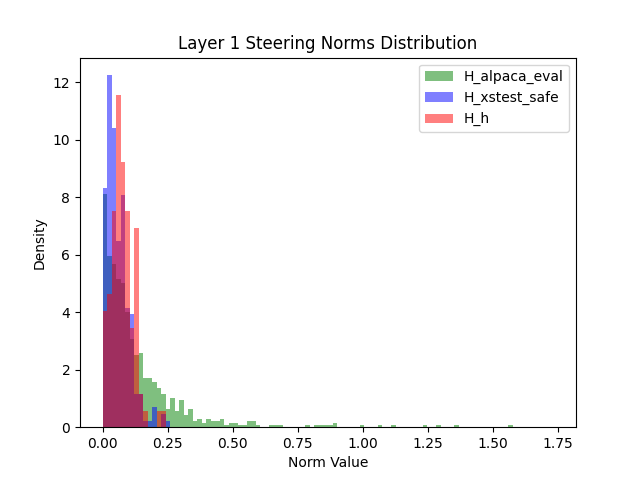 Layer 1 Steering Norms Distribution
H_alpaca_eval
H_xstest_safe
H_h
12
10
8
6
4
2
0
Density
0.00 0.25 0.50 0.75 1.00 1.25 1.50 1.75
Norm Value